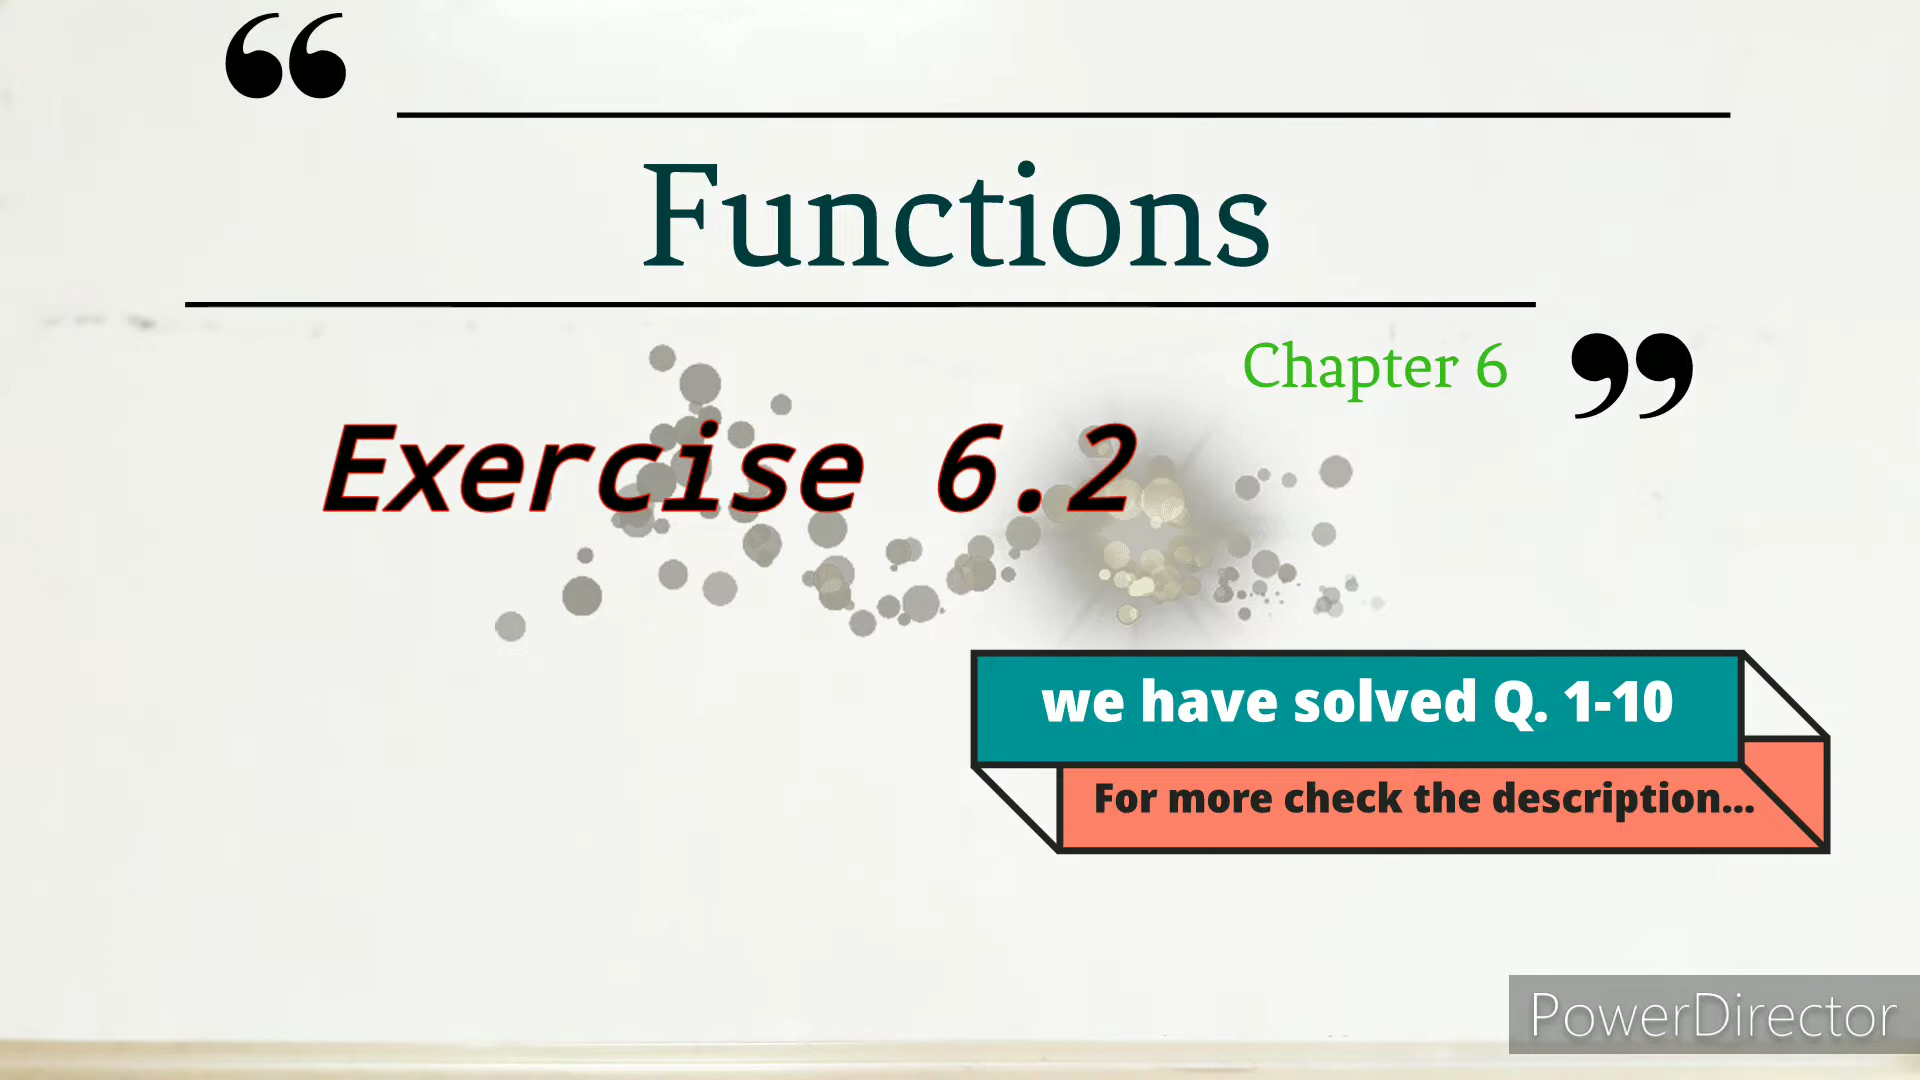 “
Functions
Chapter 6 ”
Exercise 6.2
we have solved Q. 1-10
For more check the description...
PowerDirector